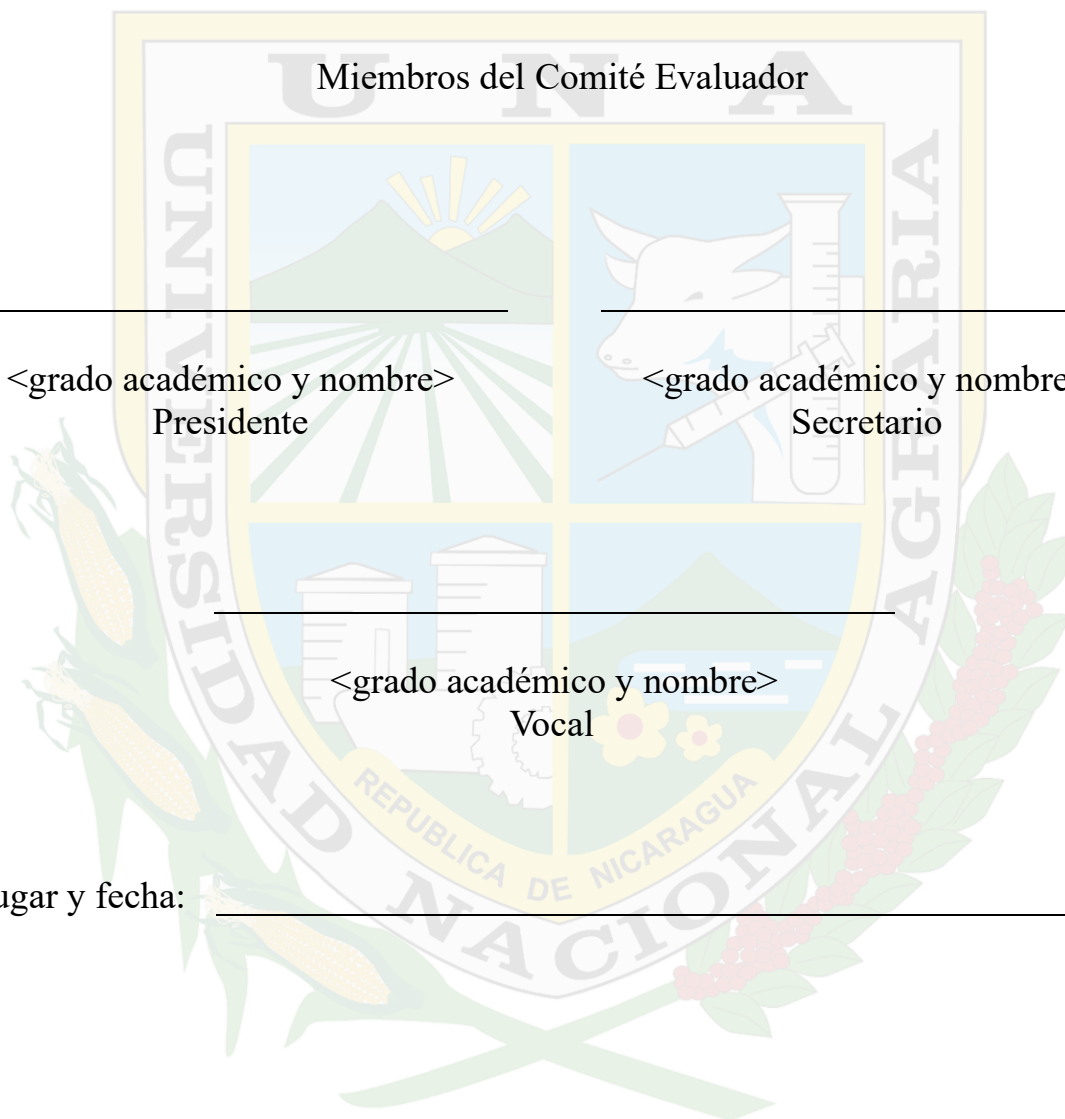 U N A
Miembros del Comité Evaluador
UNIVERSIDAD NACIONAL AGRARIA
<grado académico y nombre> <grado académico y nombre
Presidente Secretario
<grado académico y nombre>
Vocal
REPUBLICA DE NICARAGUA
ugar y fecha: